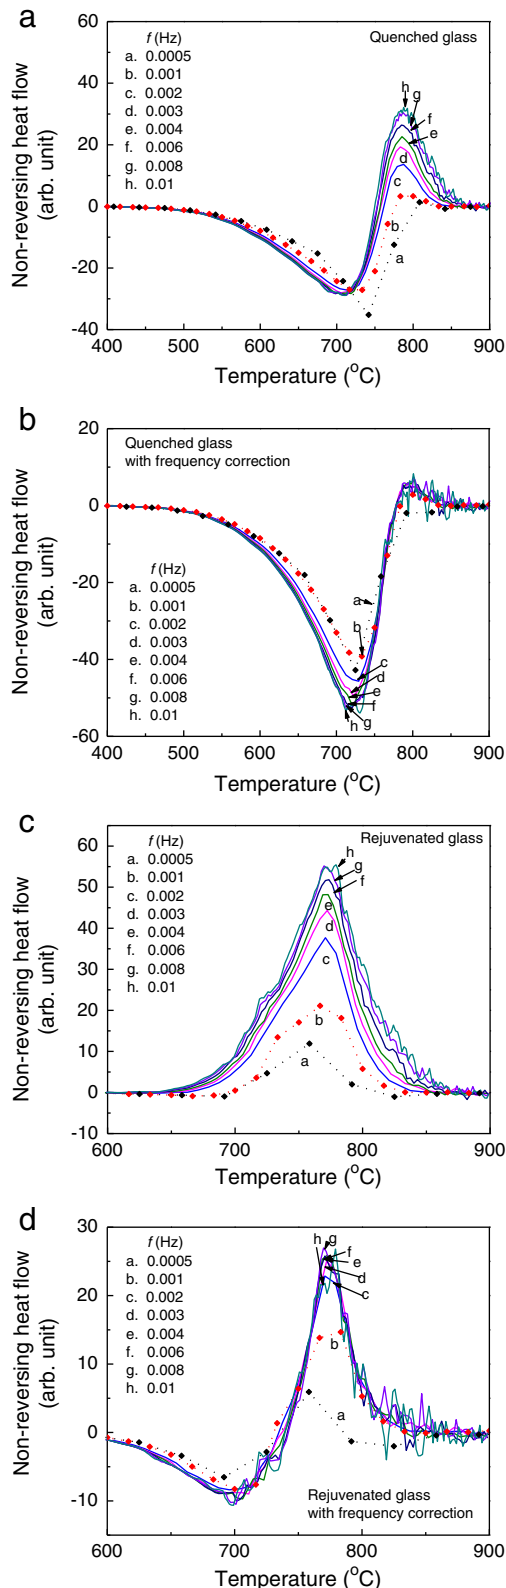 a
f (Hz)
a. 0.0005
b. 0.001
c. 0.002
d. 0.003
e. 0.004
f. 0.006
g. 0.008
h. 0.01
Quenched glass
h
g
f
e
d
c
b
a
60
40
20
0
-20
-40
Non-reversing heat flow
(arb. unit)
400 500 600 700 800 900
Temperature (oC)
b
Quenched glass
with frequency correction
f (Hz)
a. 0.0005
b. 0.001
c. 0.002
d. 0.003
e. 0.004
f. 0.006
g. 0.008
h. 0.01
a
b
c
d
e
f
g
h
20
0
-20
-40
-60
Non-reversing heat flow
(arb. unit)
400 500 600 700 800 900
Temperature (oC)
c
f (Hz)
a. 0.0005
b. 0.001
c. 0.002
d. 0.003
e. 0.004
f. 0.006
g. 0.008
h. 0.01
Rejuvenated glass
h
g
f
e
d
c
b
a
60
50
40
30
20
10
0
-10
Non-reversing heat flow
(arb. unit)
600 700 800 900
Temperature (oC)
d
f (Hz)
a. 0.0005
b. 0.001
c. 0.002
d. 0.003
e. 0.004
f. 0.006
g. 0.008
h. 0.01
h g
f
e
d
c
b
a
30
20
10
0
-10
Non-reversing heat flow
(arb. unit)
Rejuvenated glass
with frequency correction
600 700 800 900
Temperature (oC)